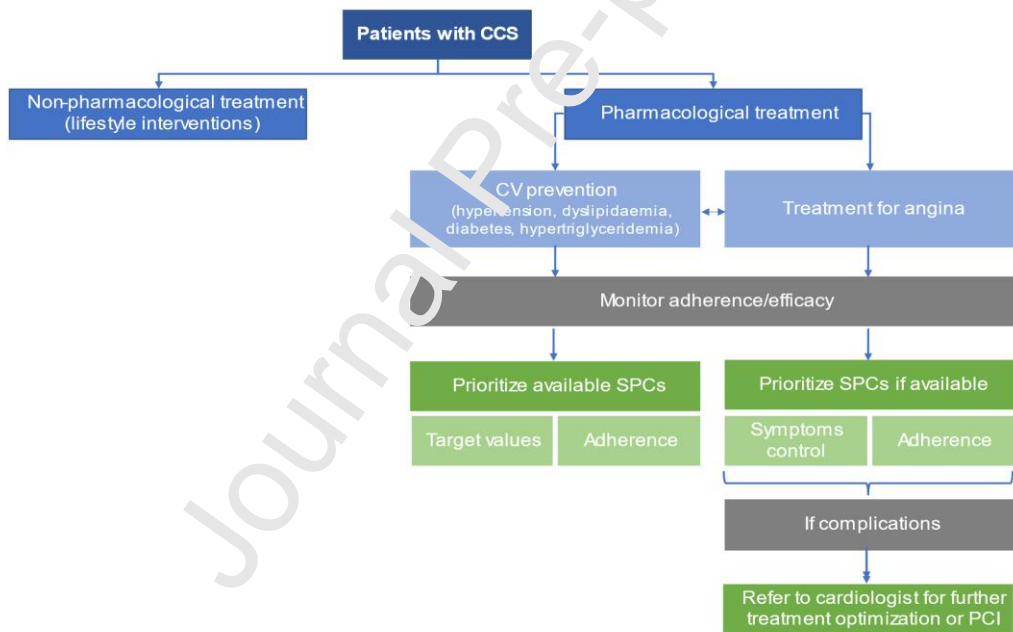 Patients with CCS
Non-pharmacological treatment
(lifestyle interventions)
Pharmacological treatment
CV prevention
(hypertension, dyslipidaemia,
diabetes, hypertriglyceridemia)
Treatment for angina
Monitor adherence/efficacy
Prioritize available SPCs
Prioritize SPCs if available
Target values
Adherence
Symptoms
control
Adherence
If complications
Refer to cardiologist for further
treatment optimization or PCI
Journal Pre-p